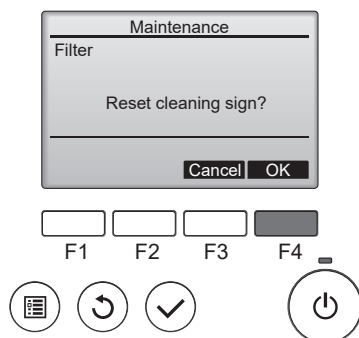 Maintenance
Filter
Reset cleaning sign?
Cancel OK
F1 F2 F3 F4